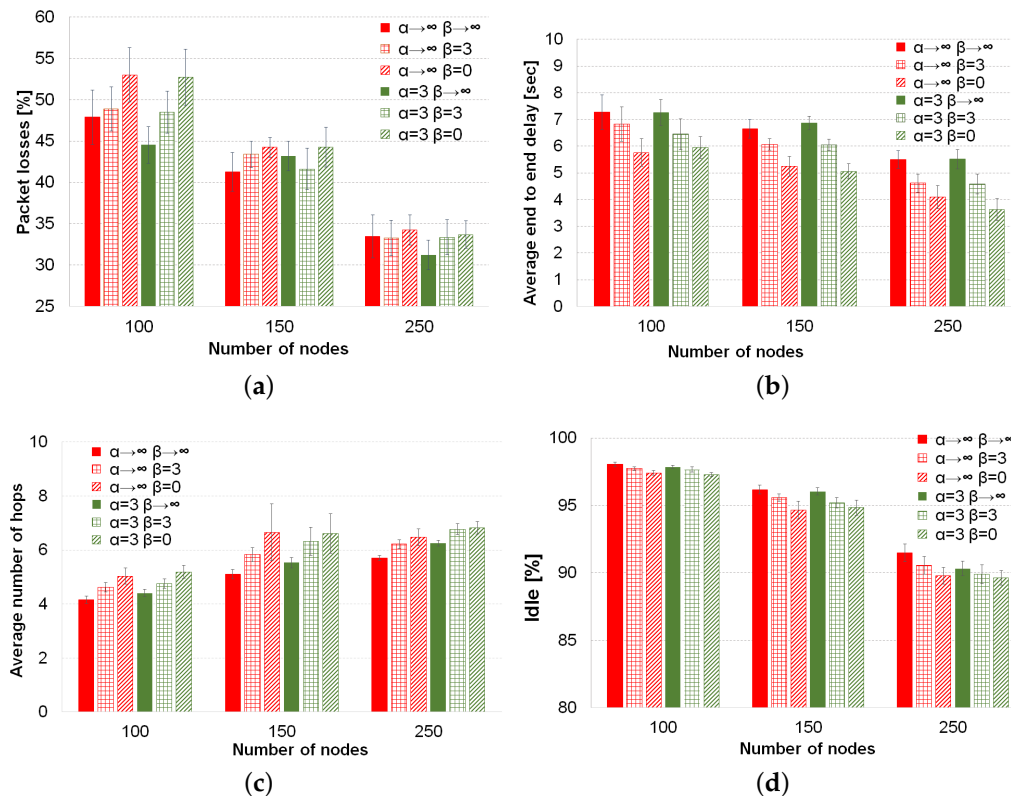 60
55
50
45
40
35
30
25
Packet losses [%]
α→∞ β→∞
α→∞ β=3
α→∞ β=0
α=3 β→∞
α=3 β=3
α=3 β=0
100 150 250
Number of nodes
(a)
10
9
8
7
6
5
4
3
2
1
0
Average end to end delay [sec]
α→∞ β→∞
α→∞ β=3
α→∞ β=0
α=3 β→∞
α=3 β=3
α=3 β=0
100 150 250
Number of nodes
(b)
10
8
6
4
2
0
Average number of hops
α→∞ β→∞
α→∞ β=3
α→∞ β=0
α=3 β→∞
α=3 β=3
α=3 β=0
100 150 250
Number of nodes
(c)
100
95
90
85
80
Idle [%]
α→∞ β→∞
α→∞ β=3
α→∞ β=0
α=3 β→∞
α=3 β=3
α=3 β=0
100 150 250
Number of nodes
(d)